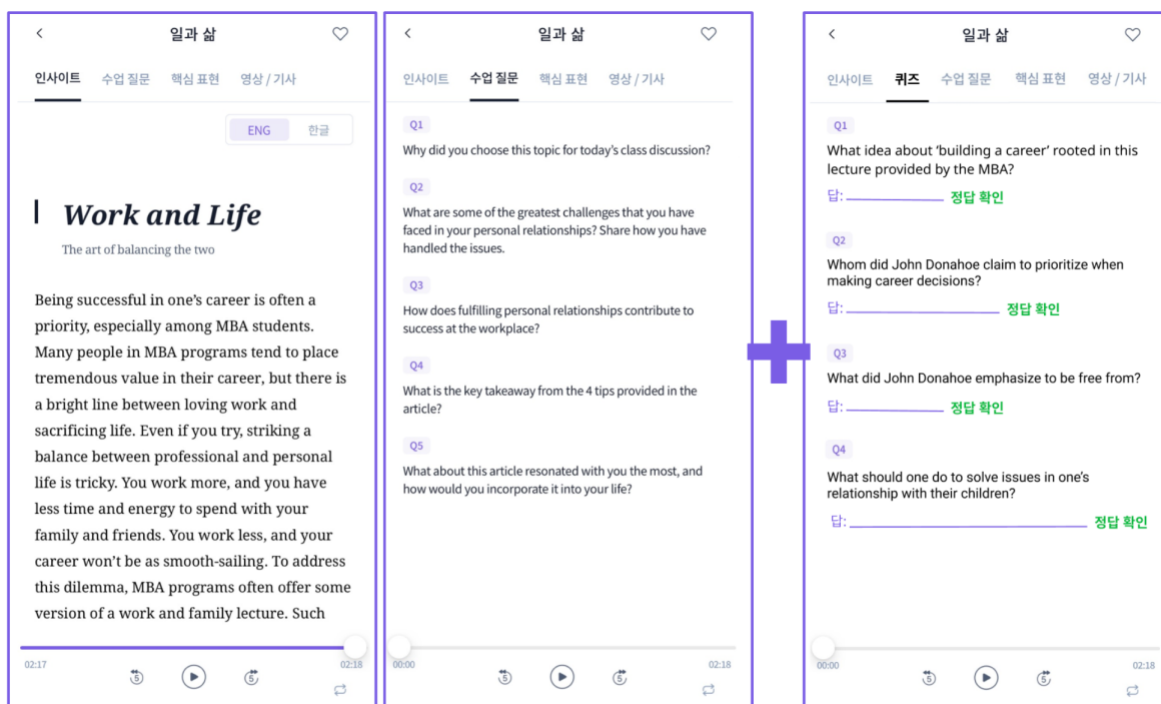 일과 삶
인사이트 수업 질문 핵심 표현 영상 / 기사
ENG 한글
Work and Life
The art of balancing the two
Being successful in one's career is often a
priority, especially among MBA students.
Many people in MBA programs tend to place
tremendous value in their career, but there is
a bright line between loving work and
sacrificing life. Even if you try, striking a
balance between professional and personal
life is tricky. You work more, and you have
less time and energy to spend with your
family and friends. You work less, and your
career won't be as smooth-sailing. To address
this dilemma, MBA programs often offer some
version of a work and family lecture. Such
02:17 02:18
5 5
일과 삶
인사이트 수업 질문 핵심 표현 영상 / 기사
Q1
Why did you choose this topic for today's class discussion?
Q2
What are some of the greatest challenges that you have
faced in your personal relationships? Share how you have
handled the issues.
Q3
How does fulfilling personal relationships contribute to
success at the workplace?
Q4
What is the key takeaway from the 4 tips provided in the
article?
Q5
What about this article resonated with you the most, and
how would you incorporate it into your life?
00:00 02:18
5 5
일과 삶
인사이트 퀴즈 수업 질문 핵심 표현 영상 / 기사
Q1
What idea about 'building a career' rooted in this
lecture provided by the MBA?
답: 정답 확인
Q2
Whom did John Donahoe claim to prioritize when
making career decisions?
답: 정답 확인
Q3
What did John Donahoe emphasize to be free from?
답: 정답 확인
Q4
What should one do to solve issues in one's
relationship with their children?
답: 정답 확인
00:00 02:18
5 5